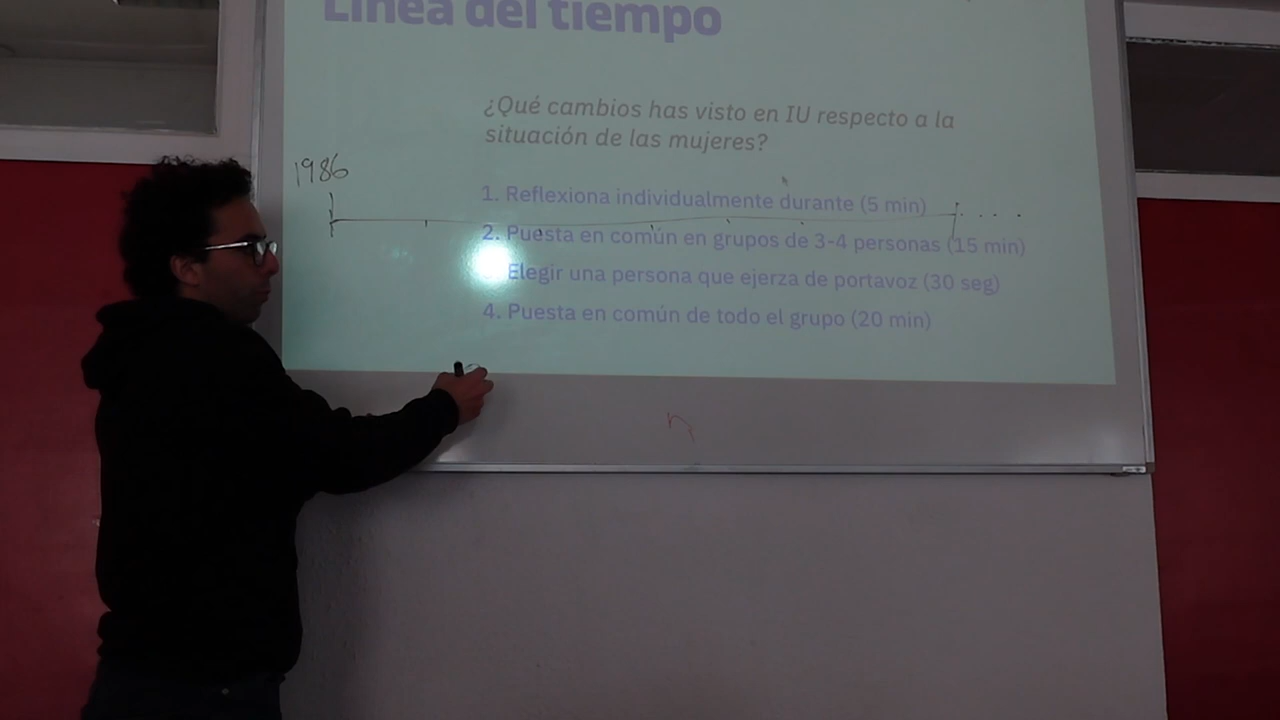 Línea del tiempo
¿Qué cambios has visto en IU respecto a la
situación de las mujeres?
1986
1. Reflexiona individualmente durante (5 min)
2. Puesta en común en grupos de 3-4 personas (15 min)
Elegir una persona que ejerza de portavoz (30 seg)
4. Puesta en común de todo el grupo (20 min)